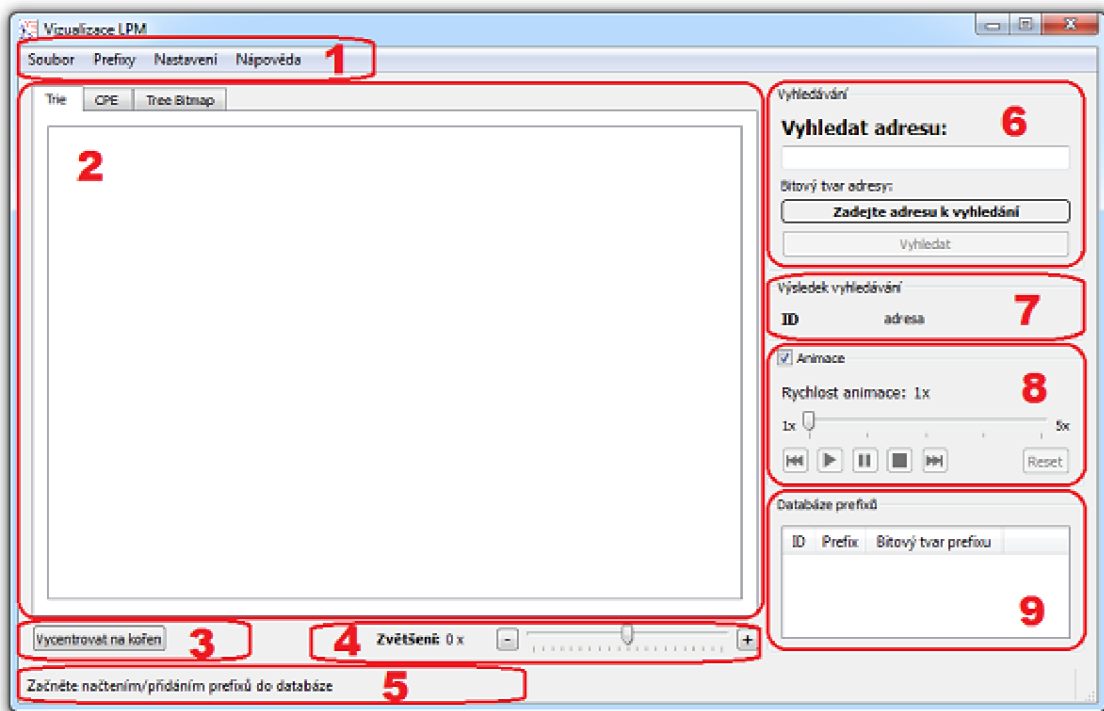 Vizualizace LPM
Soubor Prefixy Nastavení Nápověda 1
Trie CPE Tree Bitmap
2
Vyhledávání
Vyhledat adresu: 6
Bitový tvar adresy:
Zadejte adresu k vyhledání
Vyhledat
Výsledek vyhledávání
ID adresa 7
Animace
Rychlost animace: 1x 8
1x 5x
Reset
Databáze prefixů
ID Prefix Bitový tvar prefixu
9
Vycentrovat na kořen 3
4 Zvětšení: 0 x - +
Začněte načtením/přidáním prefixů do databáze 5